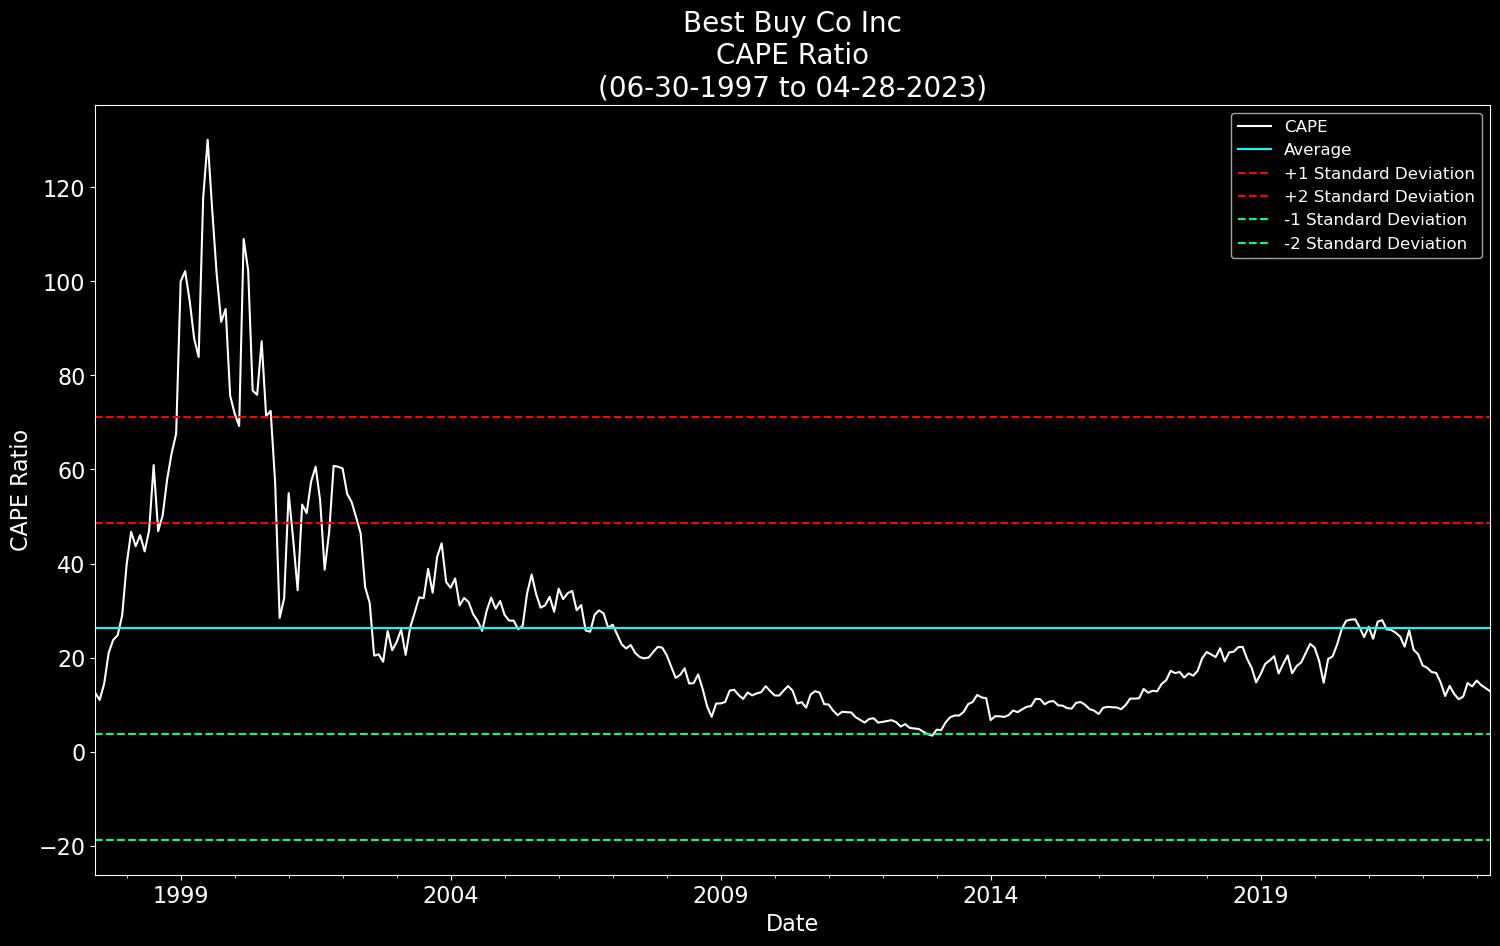 Best Buy Co Inc
CAPE Ratio
(06-30-1997 to 04-28-2023)
CAPE
Average
+1 Standard Deviation
+2 Standard Deviation
-1 Standard Deviation
-2 Standard Deviation
CAPE Ratio
120
100
80
60
40
20
0
−20
1999 2004 2009 2014 2019
Date